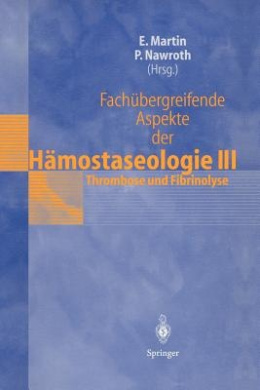 E. Martin
P. Nawroth
(Hrsg.)
Fachübergreifende
Aspekte
der
Hämostaseologie III
Thrombose und Fibrinolyse
Springer